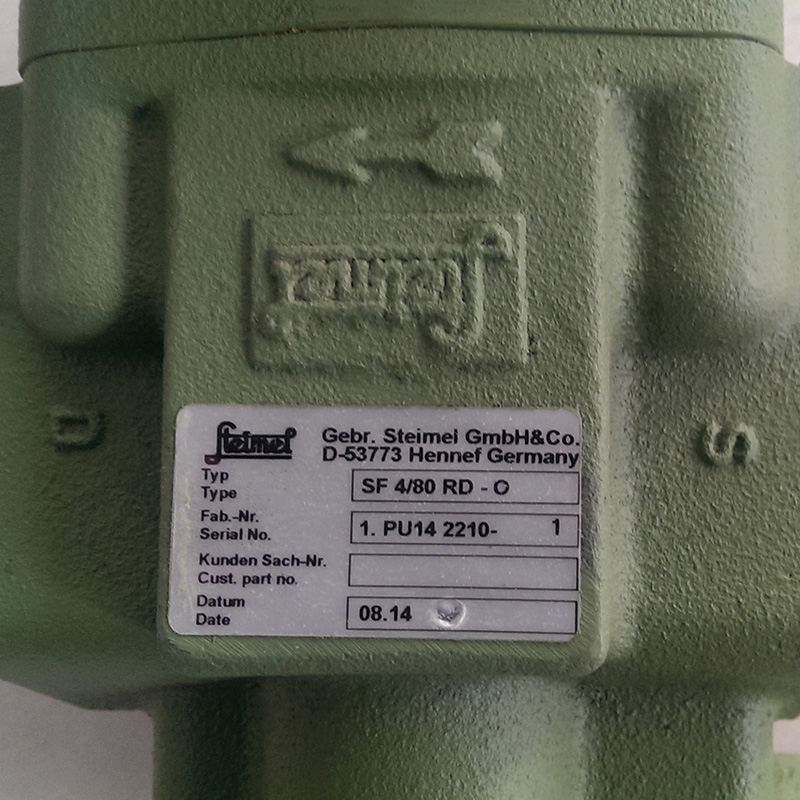 Steimel
D
S
Steimel
Gebr. Steimel GmbH&Co.
D-53773 Hennef Germany
Typ
Type
SF 4/80 RD - O
Fab.-Nr.
Serial No.
1. PU14 2210- 1
Kunden Sach-Nr.
Cust. part no.
Datum
Date
08.14